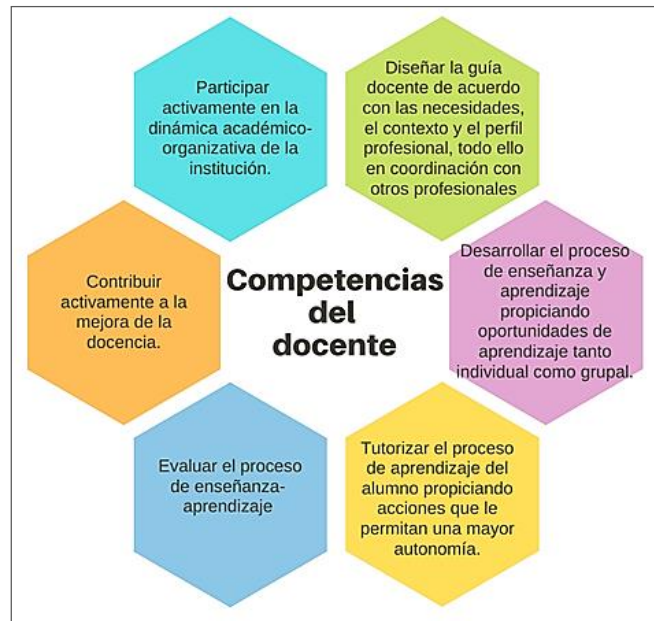 Participar
activamente en la
dinámica académico-
organizativa de la
institución.
Diseñar la guía
docente de acuerdo
con las necesidades,
el contexto y el perfil
profesional, todo ello
en coordinación con
otros profesionales
Contribuir
activamente a la
mejora de la
docencia.
Competencias
del
docente
Desarrollar el proceso
de enseñanza y
aprendizaje
propiciando
oportunidades de
aprendizaje tanto
individual como grupal.
Evaluar el proceso
de enseñanza-
aprendizaje
Tutorizar el proceso
de aprendizaje del
alumno propiciando
acciones que le
permitan una mayor
autonomía.